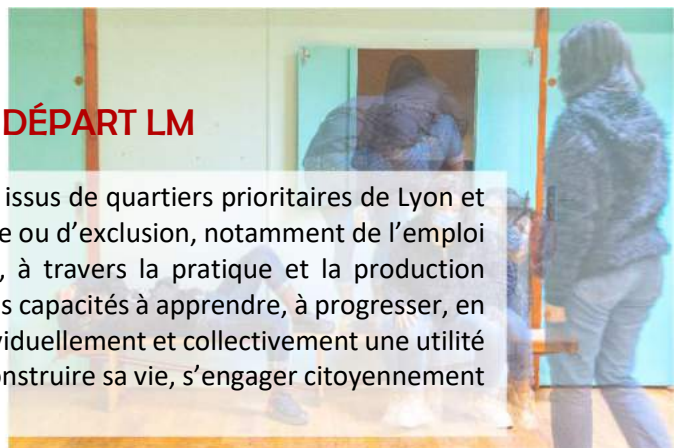 DÉPART LM
issus de quartiers prioritaires de Lyon et
e ou d’exclusion, notamment de l’emploi
, à travers la pratique et la production
s capacités à apprendre, à progresser, en
viduellement et collectivement une utilité
onstruire sa vie, s’engager citoyennement